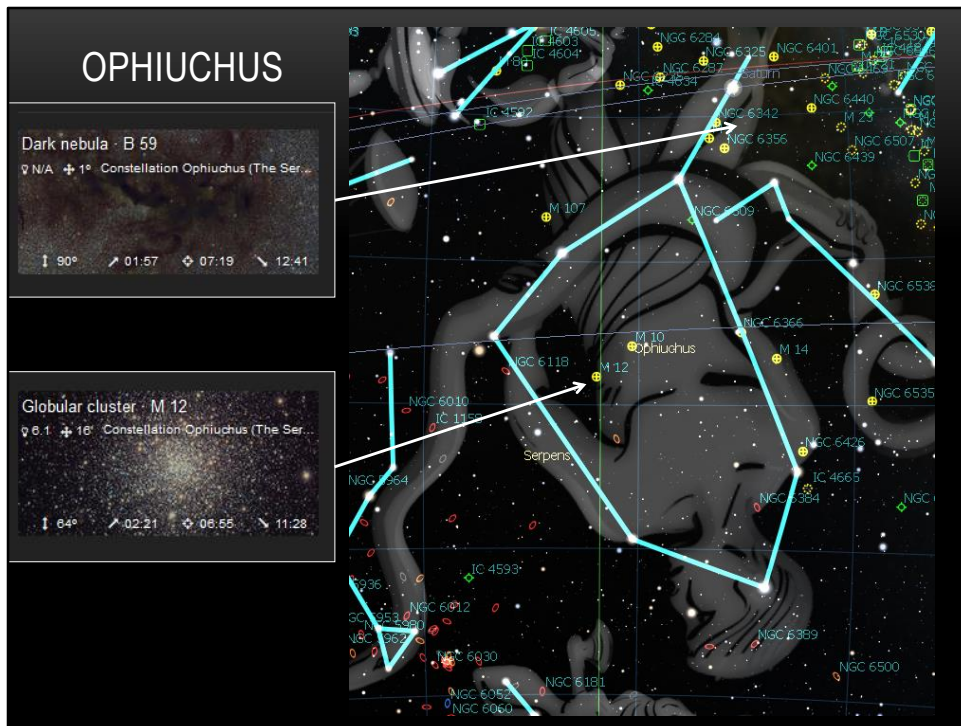 OPHIUCHUS
Dark nebula · B 59
N/A 1° Constellation Ophiuchus (The Ser...
90° 01:57 07:19 12:41
Globular cluster · M 12
6.1 16' Constellation Ophiuchus (The Ser...
64° 02:21 06:55 11:28
IC 4605
IC 4603
IC 4604
IC 4592
NGC 6284
NGC 6325
NGC 6401
NGC 6287
IC 4634
Saturn
NGC 6342
NGC 6356
NGC 6440
M 23
NGC 6507
NGC 6439
M 107
NGC 6309
NGC 6539
NGC 6366
M 10
Ophiuchus
M 14
M 12
NGC 6118
NGC 6010
IC 1158
NGC 6535
Serpens
NGC 6426
IC 4665
NGC 6384
5964
IC 4593
5936
NGC 6012
5953
5980
5962
NGC 6030
NGC 6389
NGC 6500
NGC 6181
NGC 6052
NGC 6060